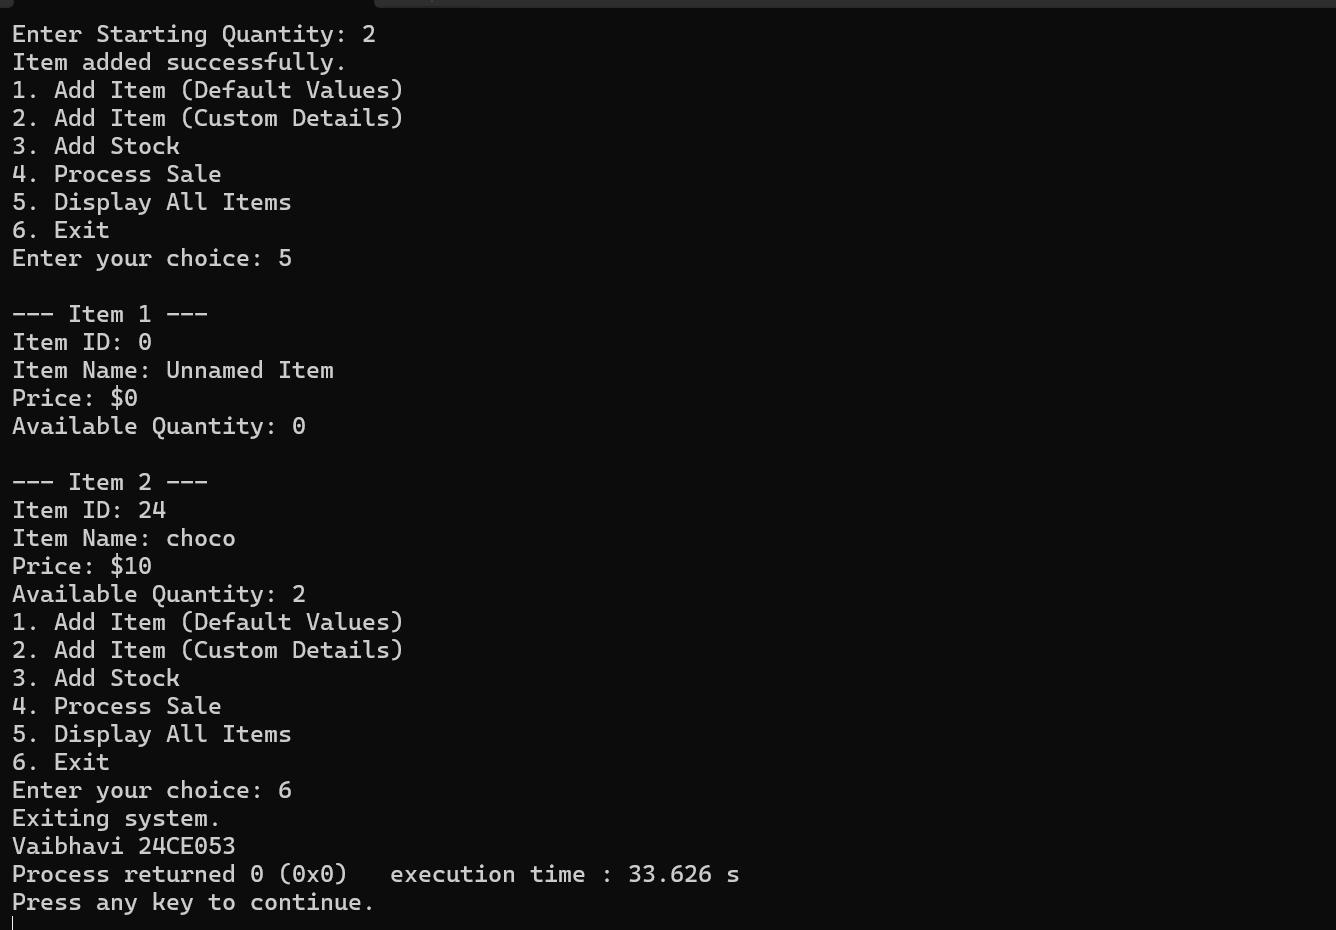 Enter Starting Quantity: 2
Item added successfully.
1. Add Item (Default Values)
2. Add Item (Custom Details)
3. Add Stock
4. Process Sale
5. Display All Items
6. Exit
Enter your choice: 5
--- Item 1 ---
Item ID: 0
Item Name: Unnamed Item
Price: $0
Available Quantity: 0
--- Item 2 ---
Item ID: 24
Item Name: choco
Price: $10
Available Quantity: 2
1. Add Item (Default Values)
2. Add Item (Custom Details)
3. Add Stock
4. Process Sale
5. Display All Items
6. Exit
Enter your choice: 6
Exiting system.
Vaibhavi 24CE053
Process returned 0 (0x0)   execution time : 33.626 s
Press any key to continue.